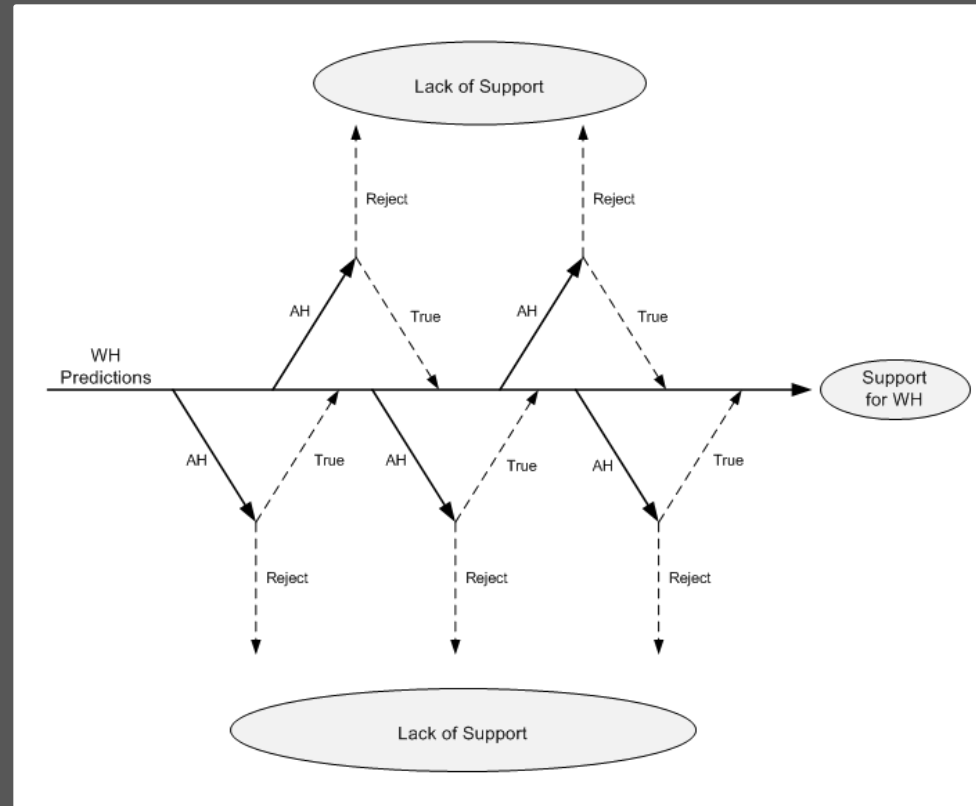 Lack of Support
Reject
Reject
AH
True
AH
True
WH
Predictions
Support
for WH
AH
True
AH
True
AH
True
Reject
Reject
Reject
Lack of Support